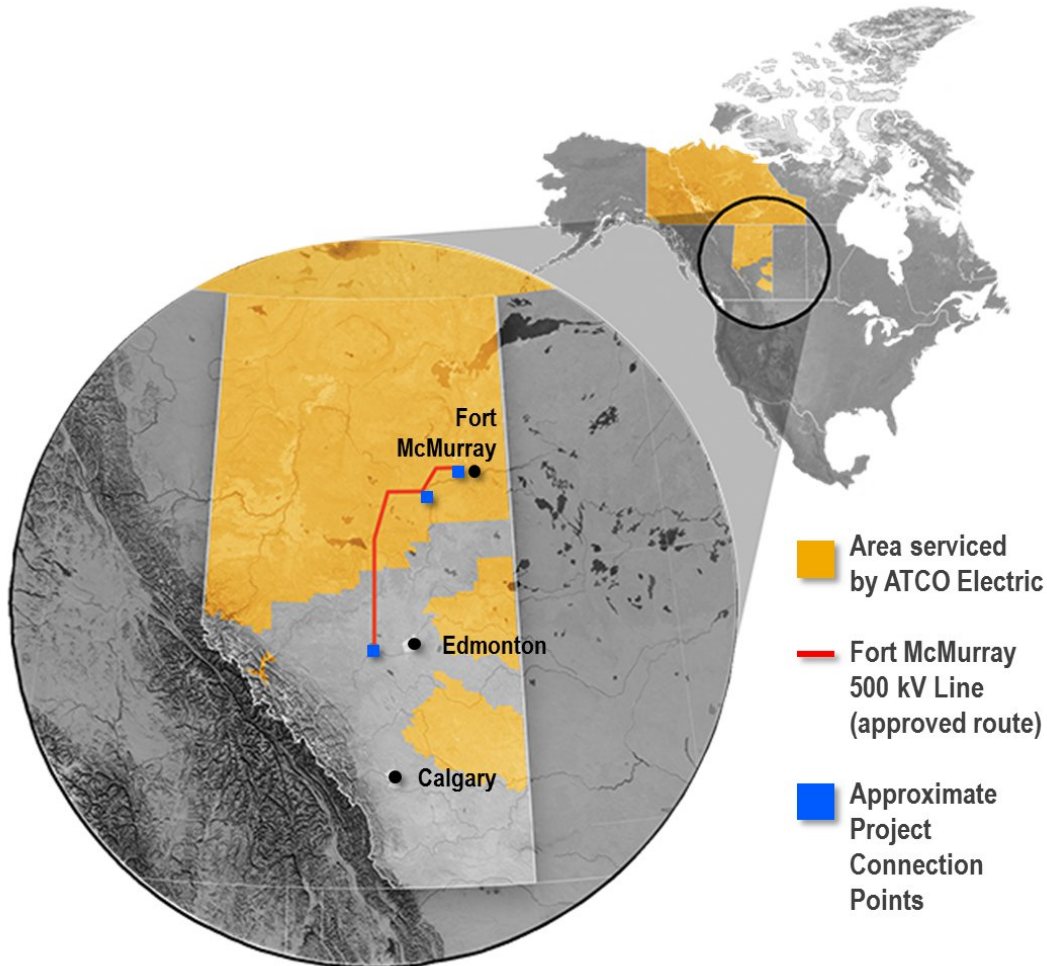 Fort
McMurray
Edmonton
Calgary
Area serviced
by ATCO Electric
Fort McMurray
500 kV Line
(approved route)
Approximate
Project
Connection
Points